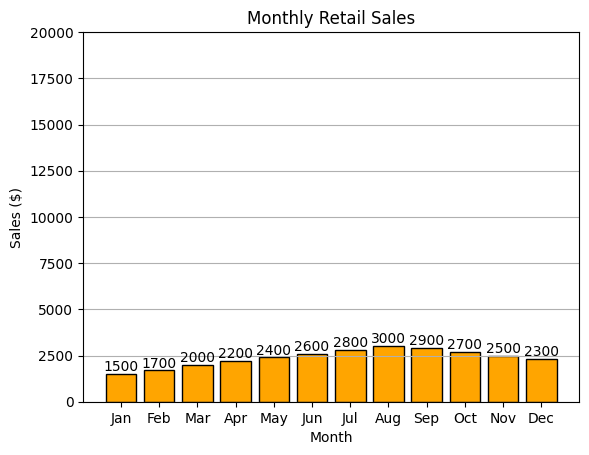 Monthly Retail Sales
20000
17500
15000
12500
10000
7500
5000
2500
0
Sales ($)
1500 1700 2000 2200 2400 2600 2800 3000 2900 2700 2500 2300
Jan Feb Mar Apr May Jun Jul Aug Sep Oct Nov Dec
Month